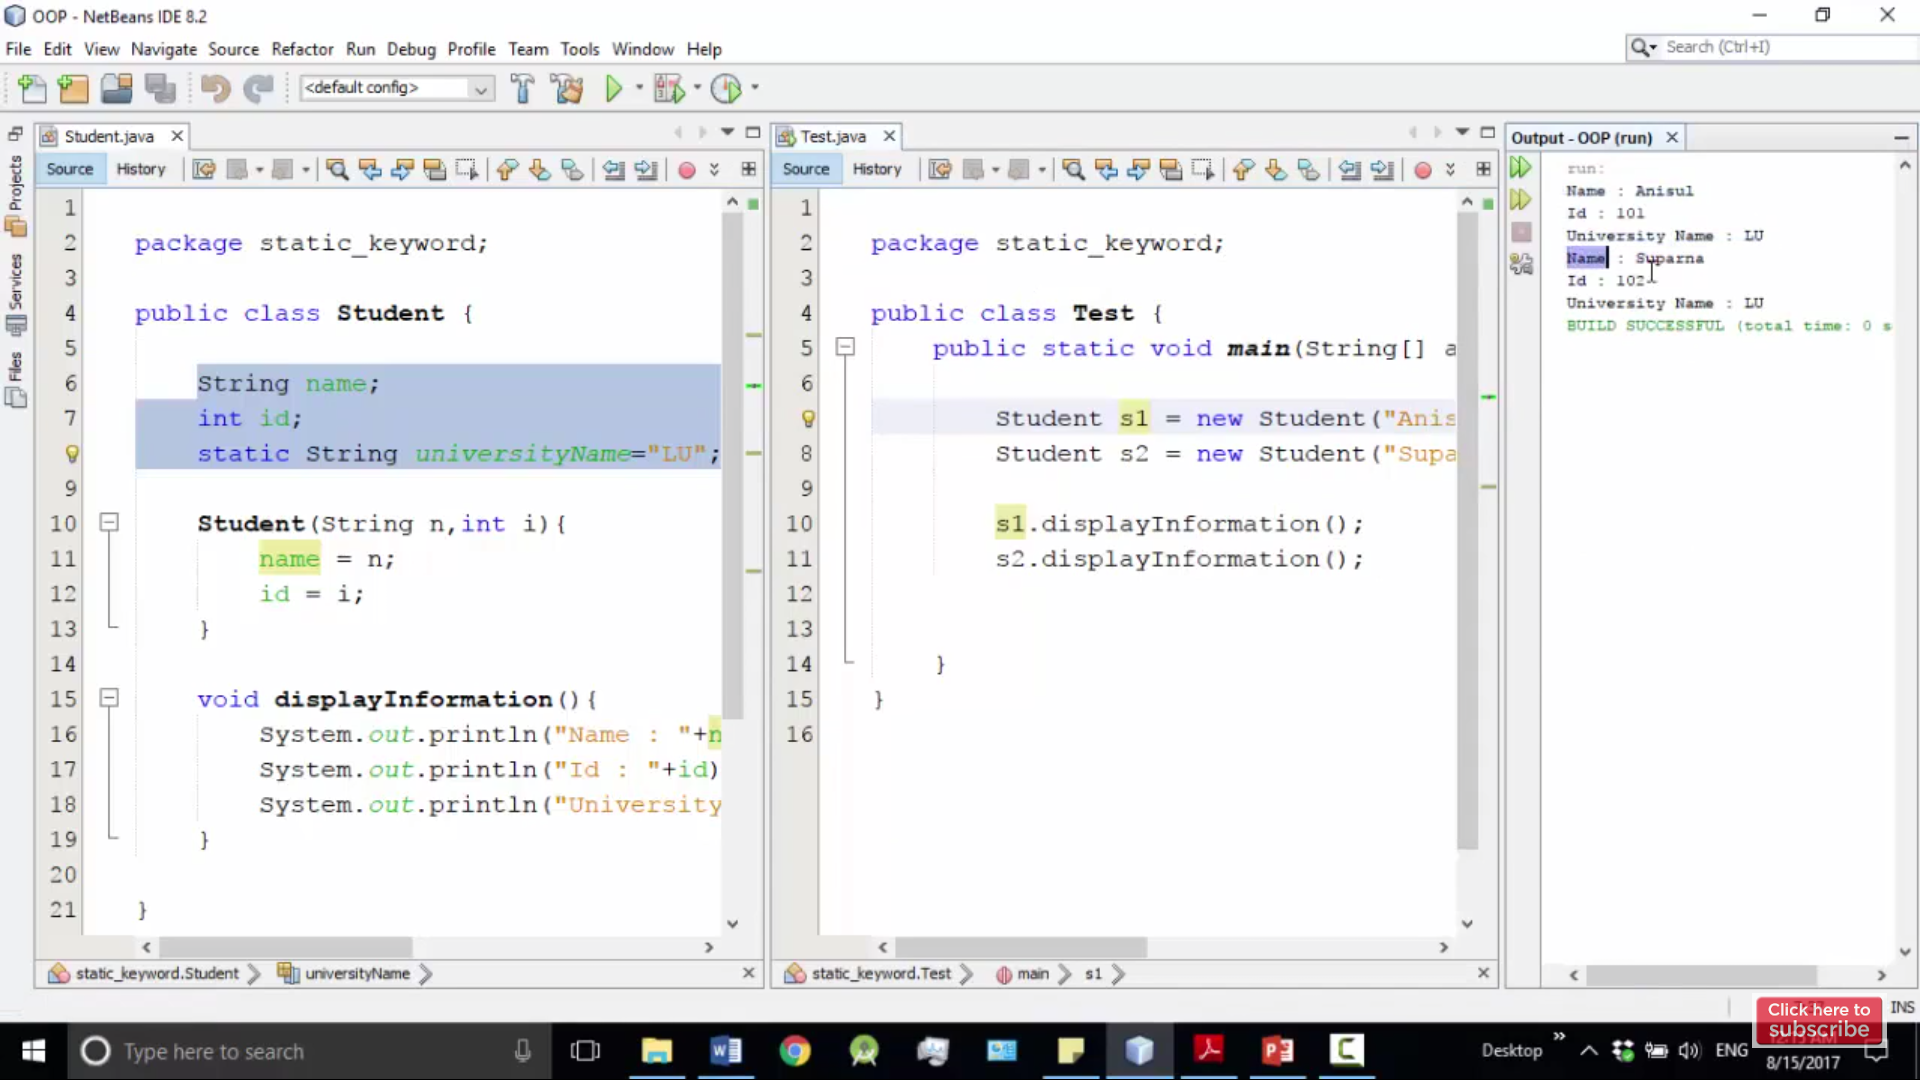 OOP - NetBeans IDE 8.2
File Edit View Navigate Source Refactor Run Debug Profile Team Tools Window Help
Search (Ctrl+I)
<default config>
Projects
Services
Files
Student.java
Source History
1
2 package static_keyword;
3
4 public class Student {
5
6 String name;
7 int id;
static String universityName="LU";
9
10 Student(String n,int i){
11 name = n;
12 id = i;
13 }
14
15 void displayInformation(){
16 System.out.println("Name : "+n
17 System.out.println("Id : "+id)
18 System.out.println("University
19 }
20
21 }
static_keyword.Student universityName
Test.java
Source History
1
2 package static_keyword;
3
4 public class Test {
5 public static void main(String[] a
6
Student s1 = new Student("Anis
8 Student s2 = new Student("Supa
9
10 s1.displayInformation();
11 s2.displayInformation();
12
13
14 }
15 }
16
static_keyword.Test main s1
Output - OOP (run)
run:
Name : Anisul
Id : 101
University Name : LU
Name : Suparna
Id : 102
University Name : LU
BUILD SUCCESSFUL (total time: 0 s
INS
Click here to
subscribe
Type here to search
Desktop
ENG
8/15/2017